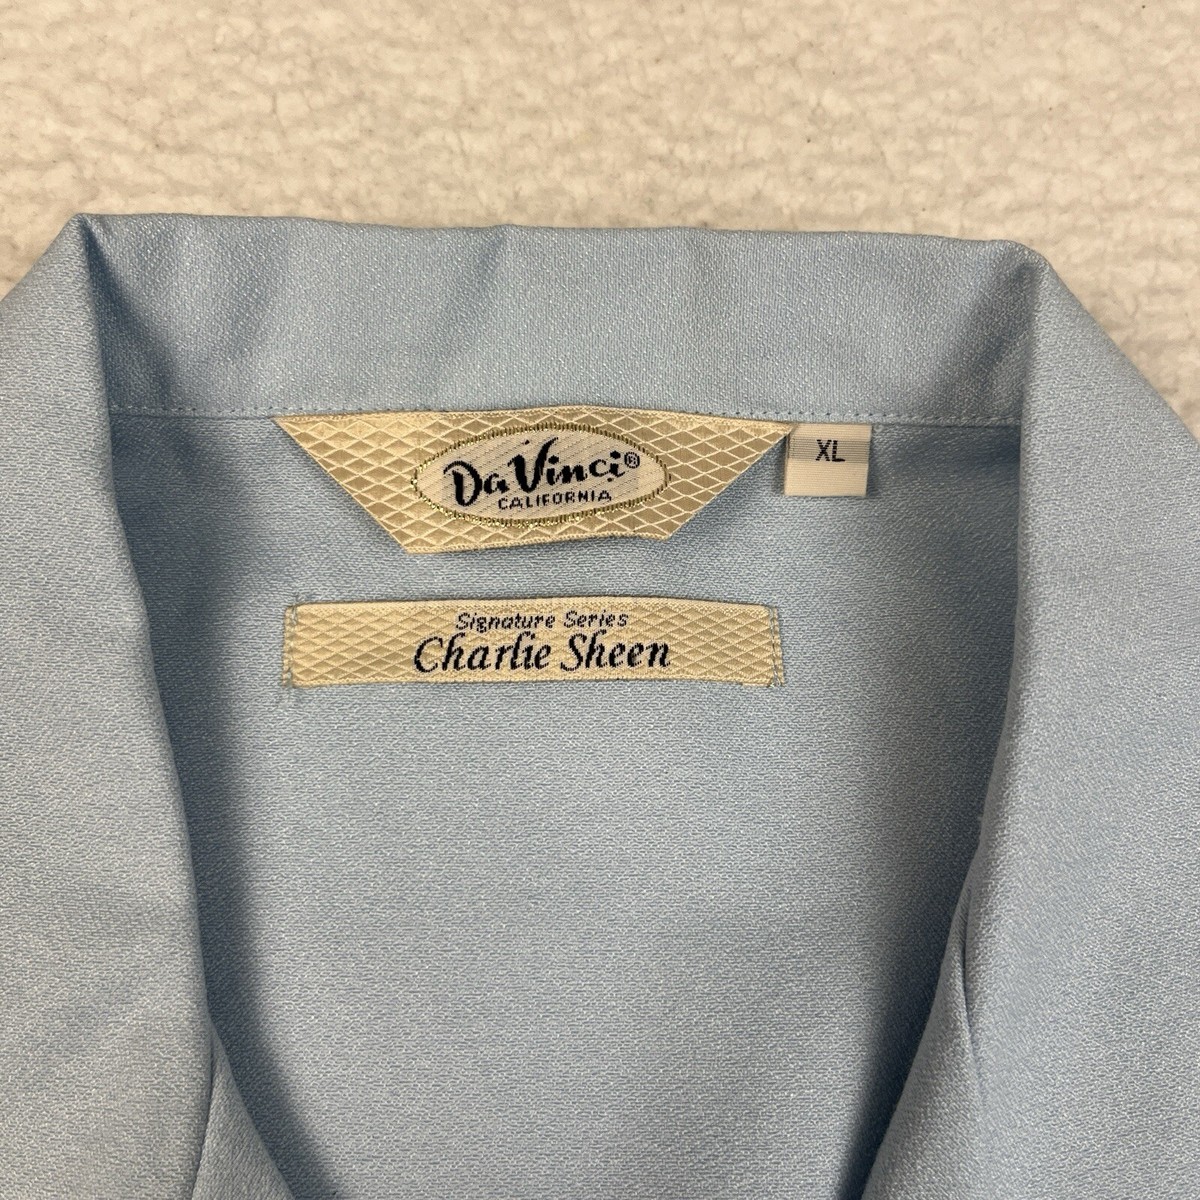 Da Vinci®
CALIFORNIA
XL
Signature Series
Charlie Sheen